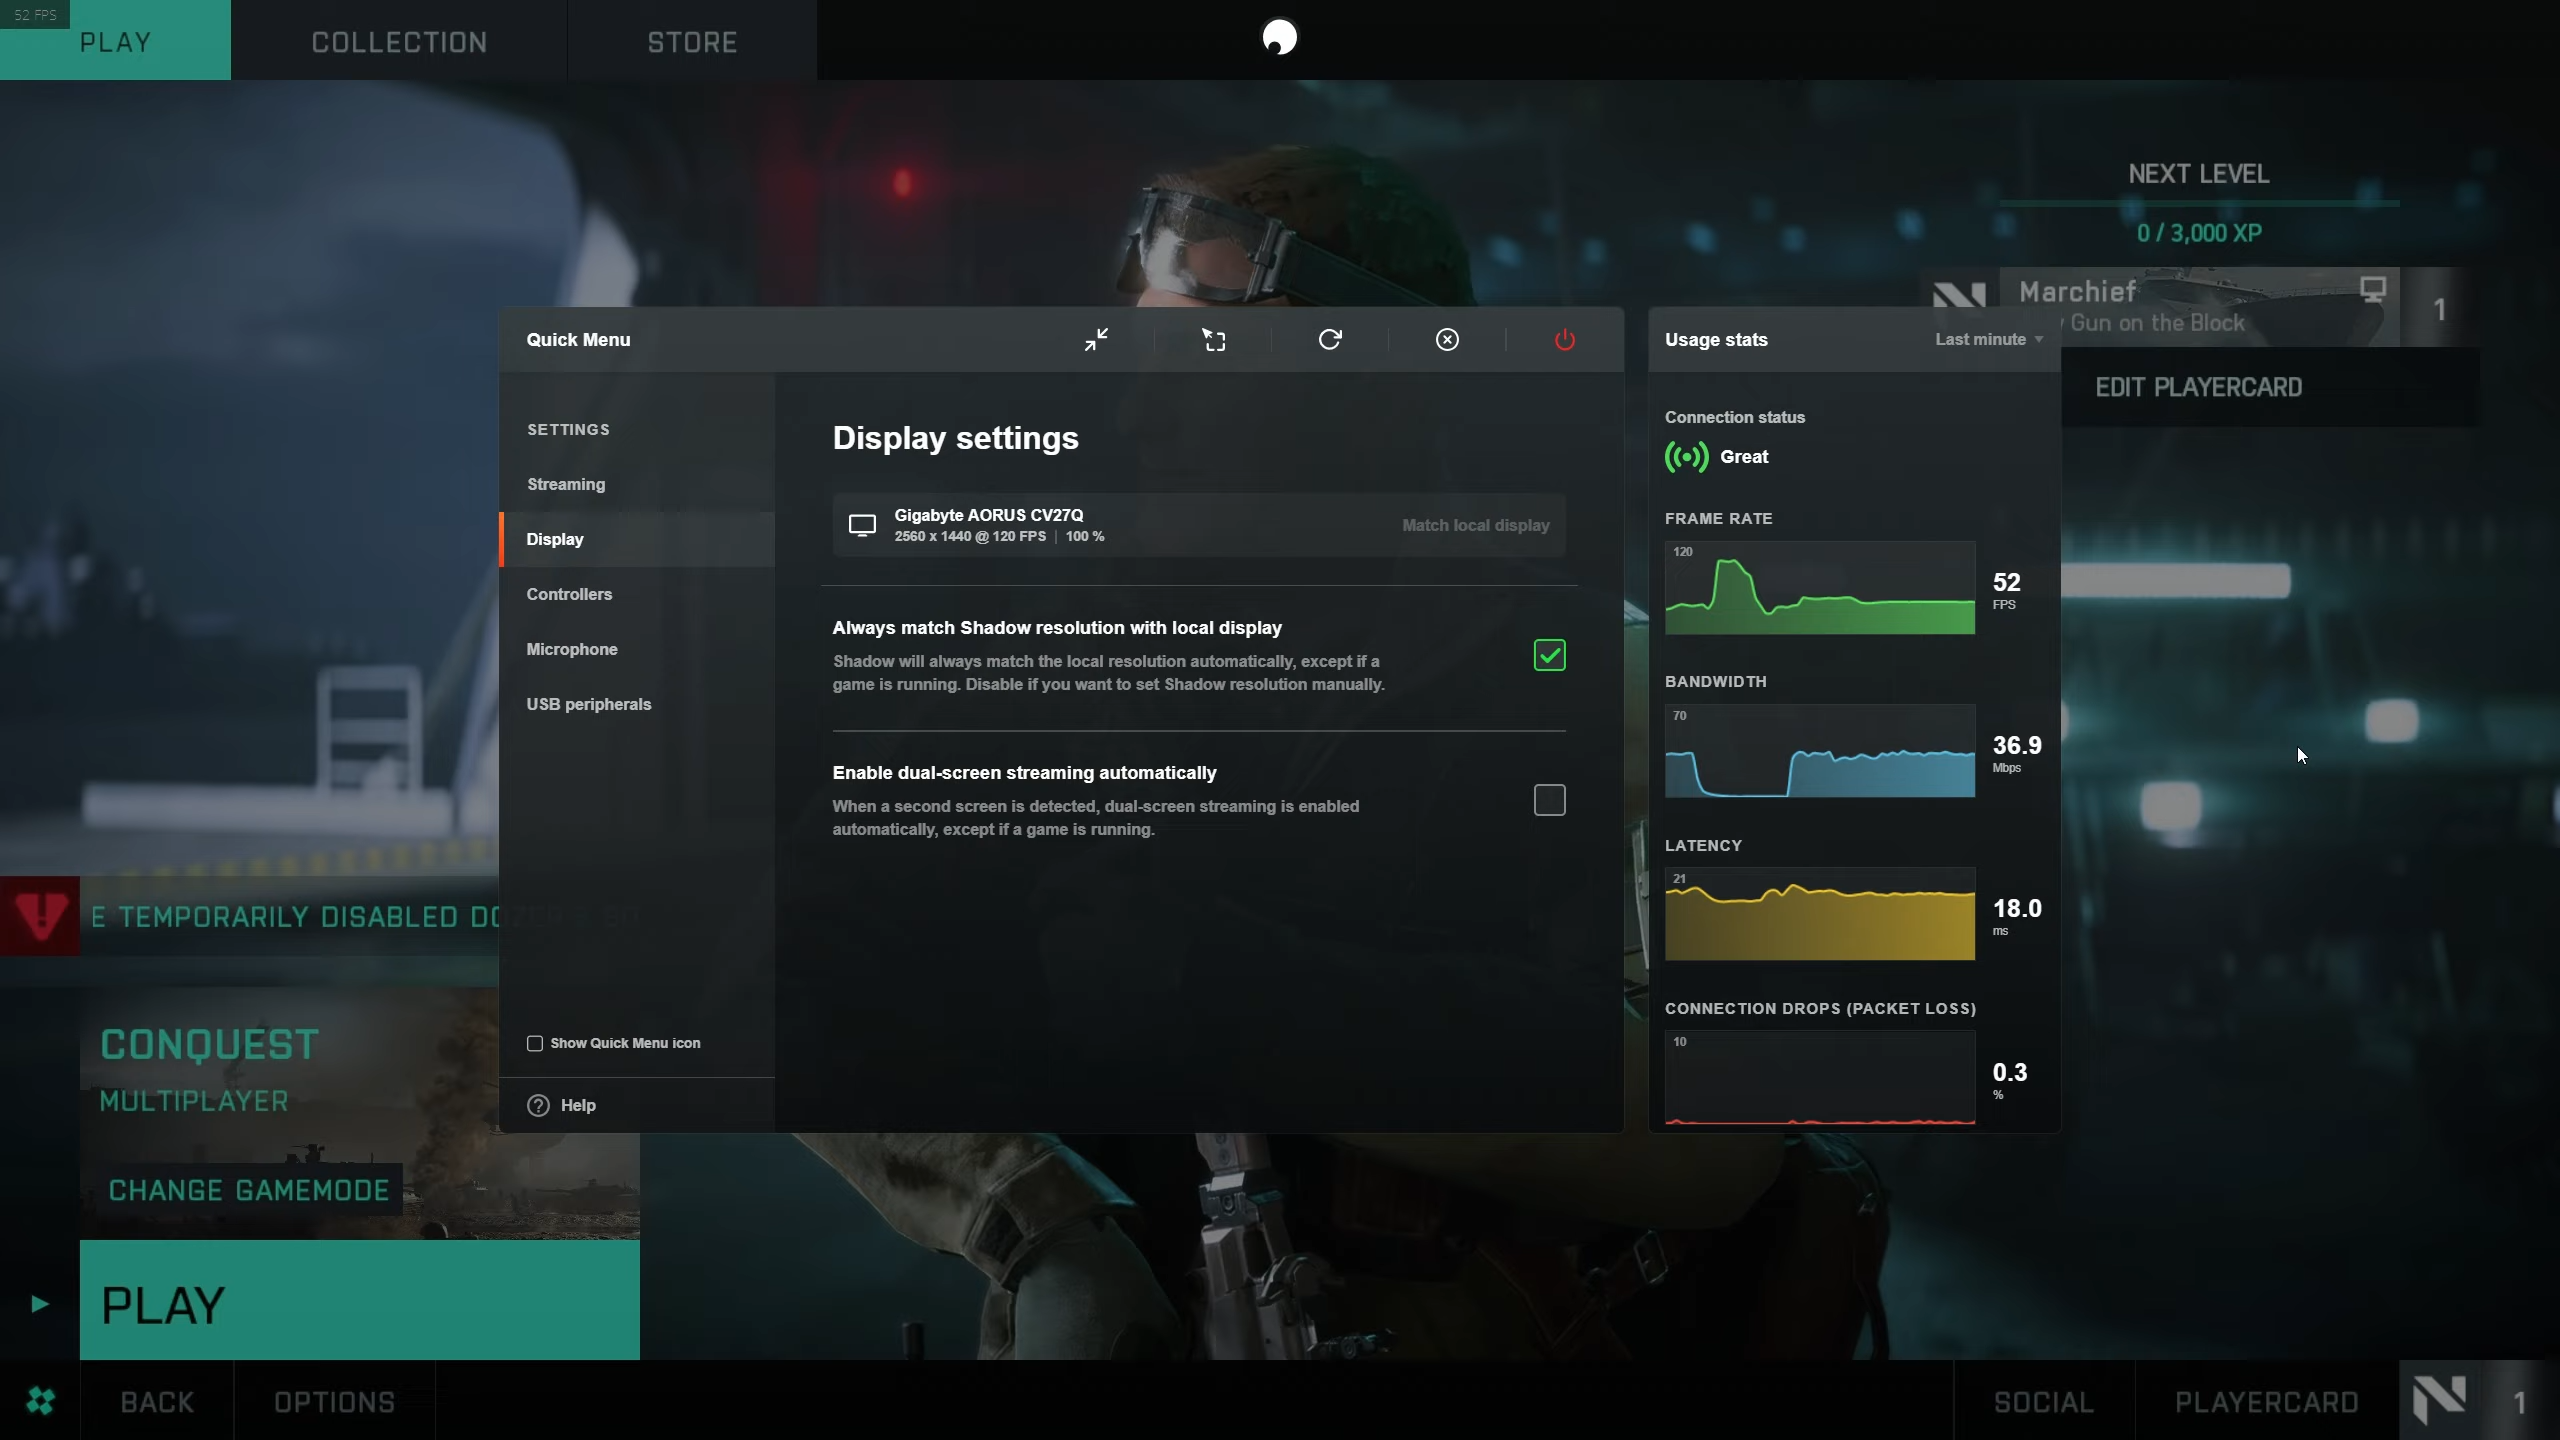 52 FPS
PLAY
COLLECTION
STORE
NEXT LEVEL
0 / 3,000 XP
Marchief
Gun on the Block
1
EDIT PLAYERCARD
Quick Menu
SETTINGS
Streaming
Display
Controllers
Microphone
USB peripherals
Show Quick Menu icon
Help
Display settings
Gigabyte AORUS CV27Q
2560 x 1440 @ 120 FPS | 100 %
Match local display
Always match Shadow resolution with local display
Shadow will always match the local resolution automatically, except if a
game is running. Disable if you want to set Shadow resolution manually.
Enable dual-screen streaming automatically
When a second screen is detected, dual-screen streaming is enabled
automatically, except if a game is running.
Usage stats
Last minute
Connection status
Great
FRAME RATE
120
52
FPS
BANDWIDTH
70
36.9
Mbps
LATENCY
21
18.0
ms
CONNECTION DROPS (PACKET LOSS)
10
0.3
%
E TEMPORARILY DISABLED
CONQUEST
MULTIPLAYER
CHANGE GAMEMODE
PLAY
BACK
OPTIONS
SOCIAL
PLAYERCARD
1